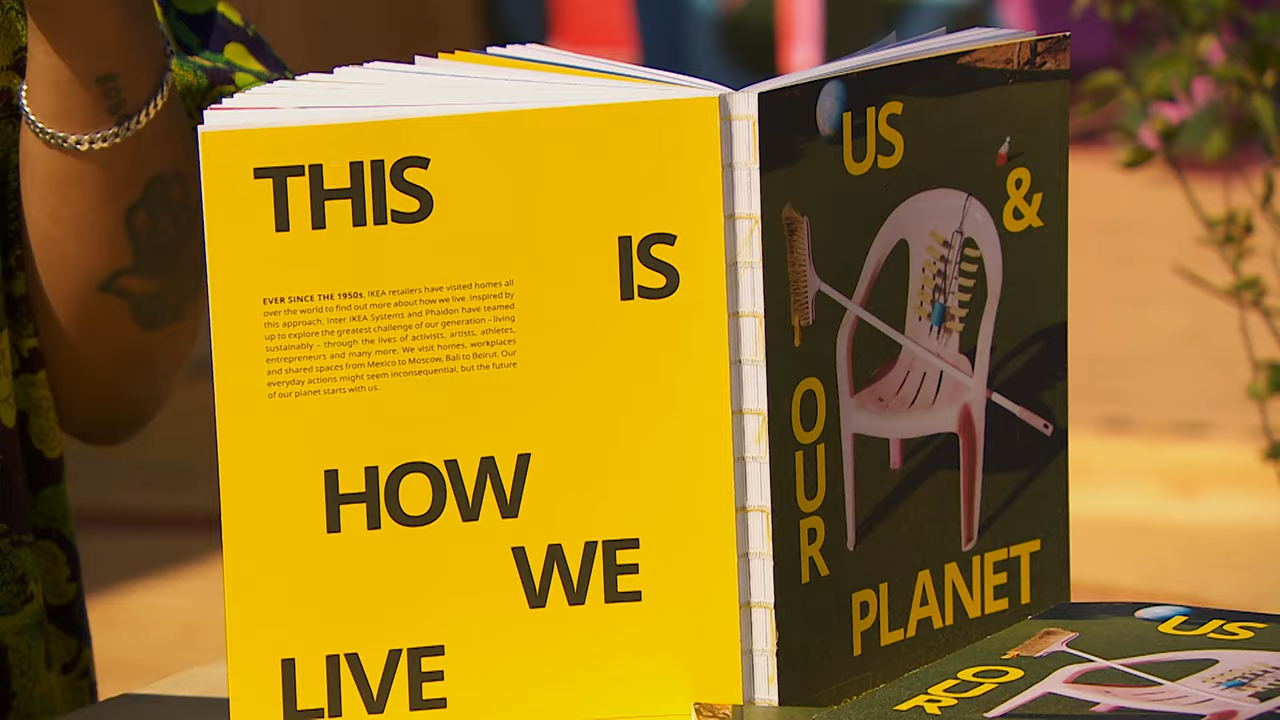 THIS
IS
EVER SINCE THE 1950s, IKEA retailers have visited homes all
over the world to find out more about how we live. Inspired by
this approach, Inter IKEA Systems and Phaidon have teamed
up to explore the greatest challenge of our generation – living
sustainably – through the lives of activists, artists, athletes,
entrepreneurs and many more. We visit homes, workplaces
and shared spaces from Mexico to Moscow, Bali to Beirut. Our
everyday actions might seem inconsequential, but the future
of our planet starts with us.
HOW
WE
LIVE
US
&
OUR
PLANET
US
OUR